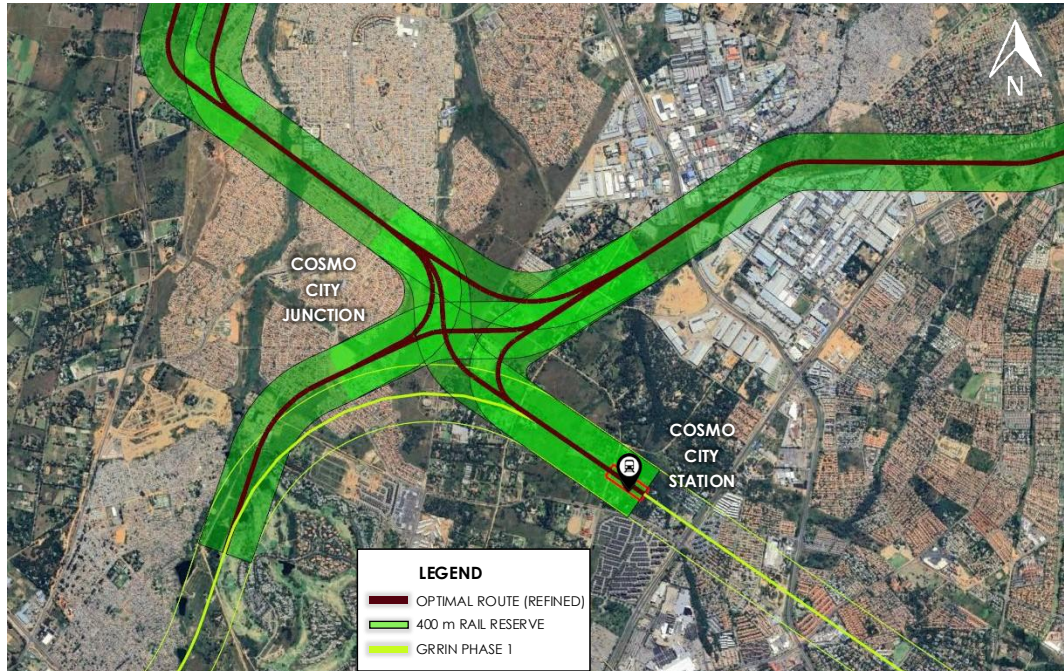 N
COSMO
CITY
JUNCTION
COSMO
CITY
STATION
LEGEND
OPTIMAL ROUTE (REFINED)
400 m RAIL RESERVE
GRRIN PHASE 1